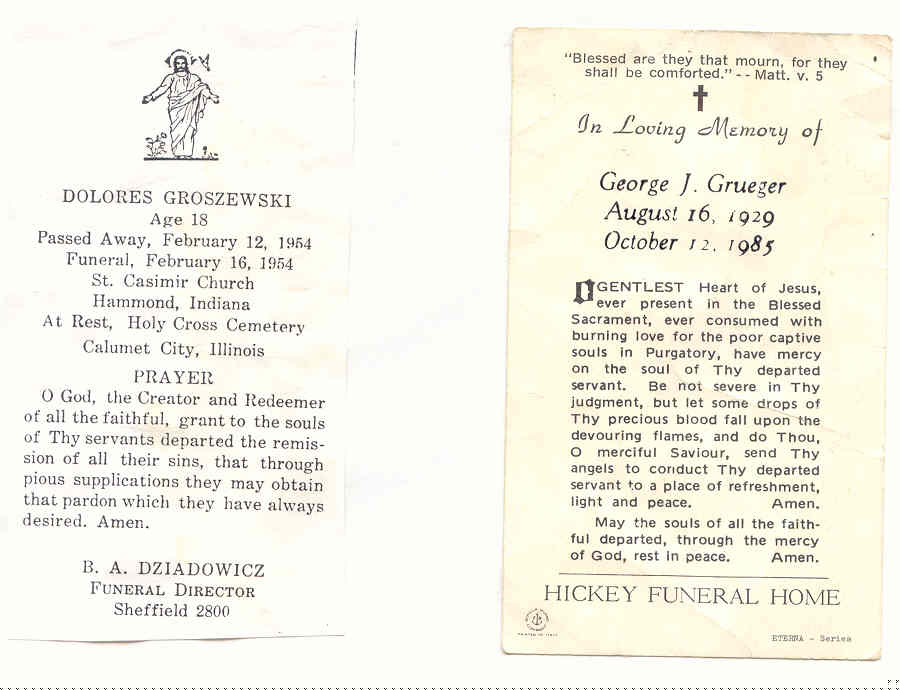 DOLORES GROSZEWSKI
Age 18
Passed Away, February 12, 1954
Funeral, February 16, 1954
St. Casimir Church
Hammond, Indiana
At Rest, Holy Cross Cemetery
Calumet City, Illinois
PRAYER
O God, the Creator and Redeemer
of all the faithful, grant to the souls
of Thy servants departed the remis-
sion of all their sins, that through
pious supplications they may obtain
that pardon which they have always
desired. Amen.
B. A. DZIADOWICZ
FUNERAL DIRECTOR
Sheffield 2800
"Blessed are they that mourn, for they
shall be comforted." -- Matt. v. 5
In Loving Memory of
George J. Grueger
August 16, 1929
October 12, 1985
O GENTLEST Heart of Jesus,
ever present in the Blessed
Sacrament, ever consumed with
burning love for the poor captive
souls in Purgatory, have mercy
on the soul of Thy departed
servant. Be not severe in Thy
judgment, but let some drops of
Thy precious blood fall upon the
devouring flames, and do Thou,
O merciful Saviour, send Thy
angels to conduct Thy departed
servant to a place of refreshment,
light and peace. Amen.
May the souls of all the faith-
ful departed, through the mercy
of God, rest in peace. Amen.
HICKEY FUNERAL HOME
PRINTED IN ITALY
ETERNA - Series